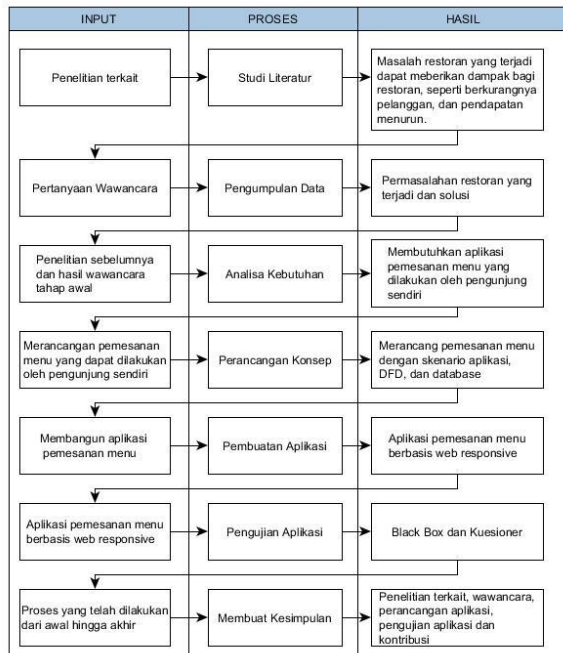 INPUT
PROSES
HASIL
Penelitian terkait
Studi Literatur
Masalah restoran yang terjadi
dapat meberikan dampak bagi
restoran, seperti berkurangnya
pelanggan, dan pendapatan
menurun.
Pertanyaan Wawancara
Pengumpulan Data
Permasalahan restoran yang
terjadi dan solusi
Penelitian sebelumnya
dan hasil wawancara
tahap awal
Analisa Kebutuhan
Membutuhkan aplikasi
pemesanan menu yang
dilakukan oleh pengunjung
sendiri
Merancangan pemesanan
menu yang dapat dilakukan
oleh pengunjung sendiri
Perancangan Konsep
Merancang pemesanan menu
dengan skenario aplikasi,
DFD, dan database
Membangun aplikasi
pemesanan menu
Pembuatan Aplikasi
Aplikasi pemesanan menu
berbasis web responsive
Aplikasi pemesanan menu
berbasis web responsive
Pengujian Aplikasi
Black Box dan Kuesioner
Proses yang telah dilakukan
dari awal hingga akhir
Membuat Kesimpulan
Penelitian terkait, wawancara,
perancangan aplikasi,
pengujian aplikasi dan
kontribusi